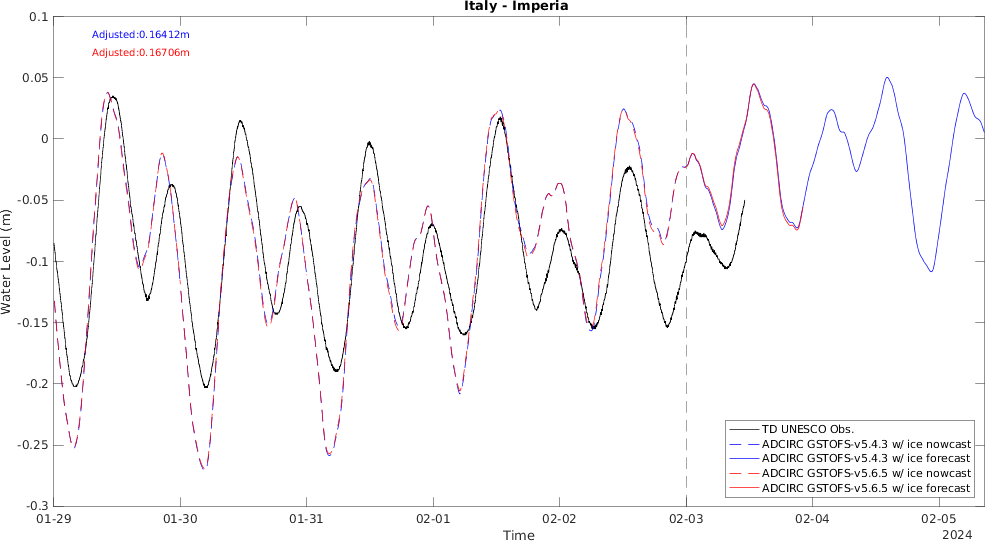 Italy - Imperia
Adjusted:0.16412m
Adjusted:0.16706m
0.1
0.05
0
-0.05
-0.1
-0.15
-0.2
-0.25
-0.3
Water Level (m)
TD UNESCO Obs.
ADCIRC GSTOFS-v5.4.3 w/ ice nowcast
ADCIRC GSTOFS-v5.4.3 w/ ice forecast
ADCIRC GSTOFS-v5.6.5 w/ ice nowcast
ADCIRC GSTOFS-v5.6.5 w/ ice forecast
01-29 01-30 01-31 02-01 02-02 02-03 02-04 02-05
Time
2024